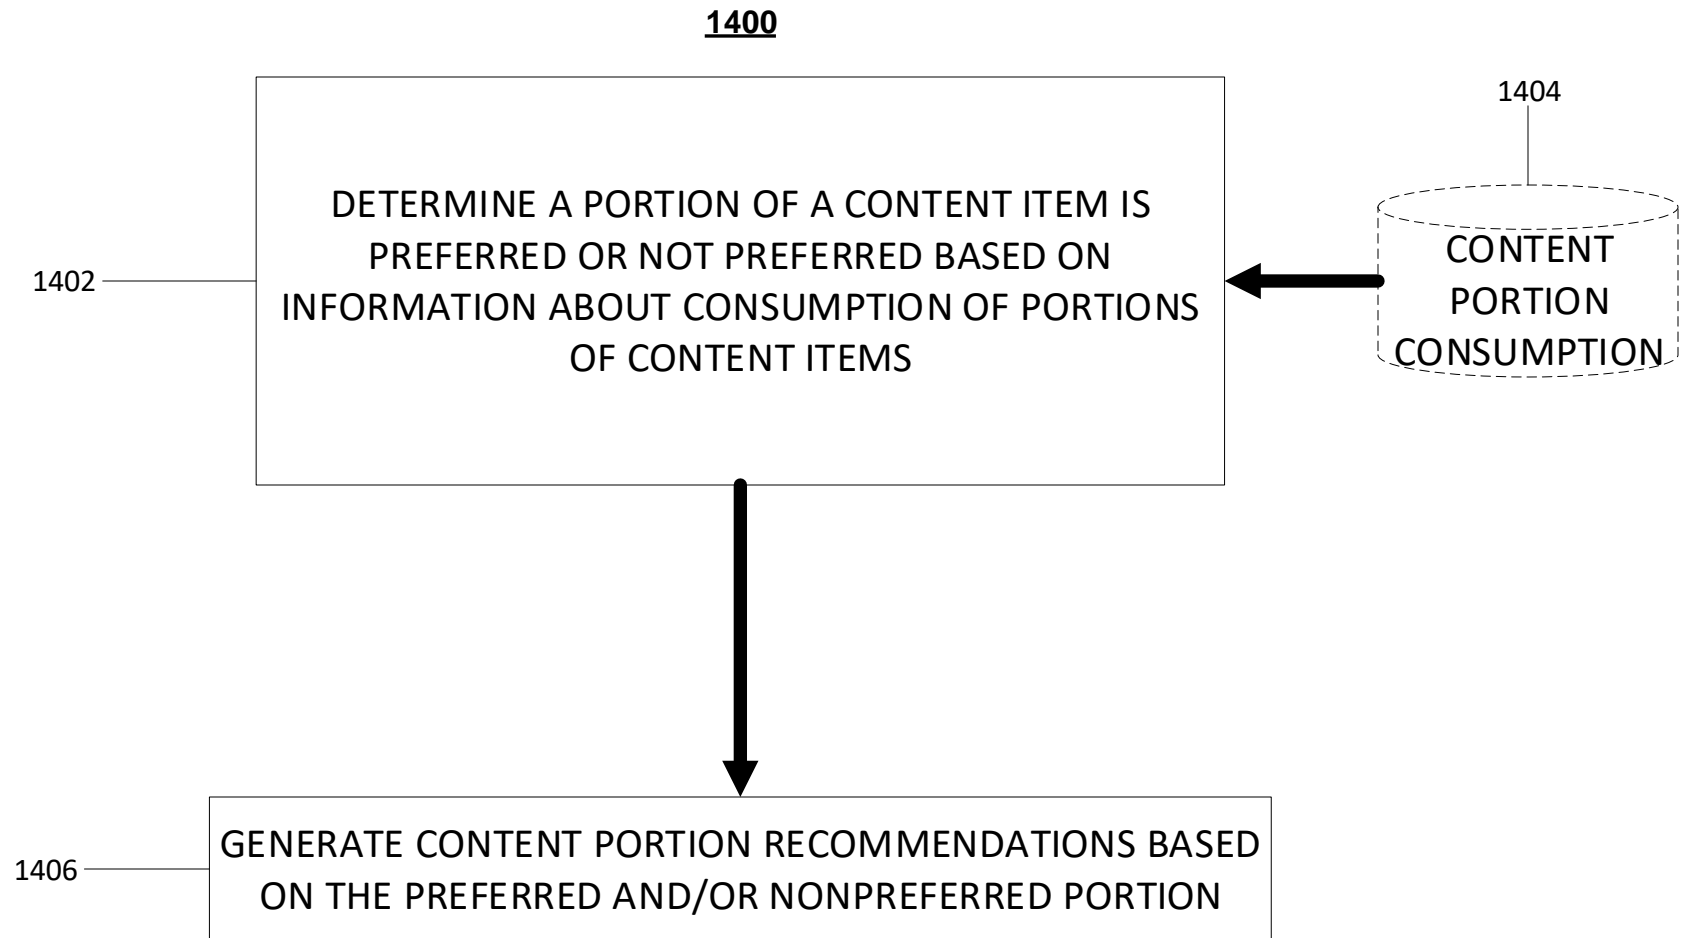 1400
1404
DETERMINE A PORTION OF A CONTENT ITEM IS
PREFERRED OR NOT PREFERRED BASED ON
INFORMATION ABOUT CONSUMPTION OF PORTIONS
OF CONTENT ITEMS
1402
CONTENT
PORTION
CONSUMPTION
GENERATE CONTENT PORTION RECOMMENDATIONS BASED
ON THE PREFERRED AND/OR NONPREFERRED PORTION
1406